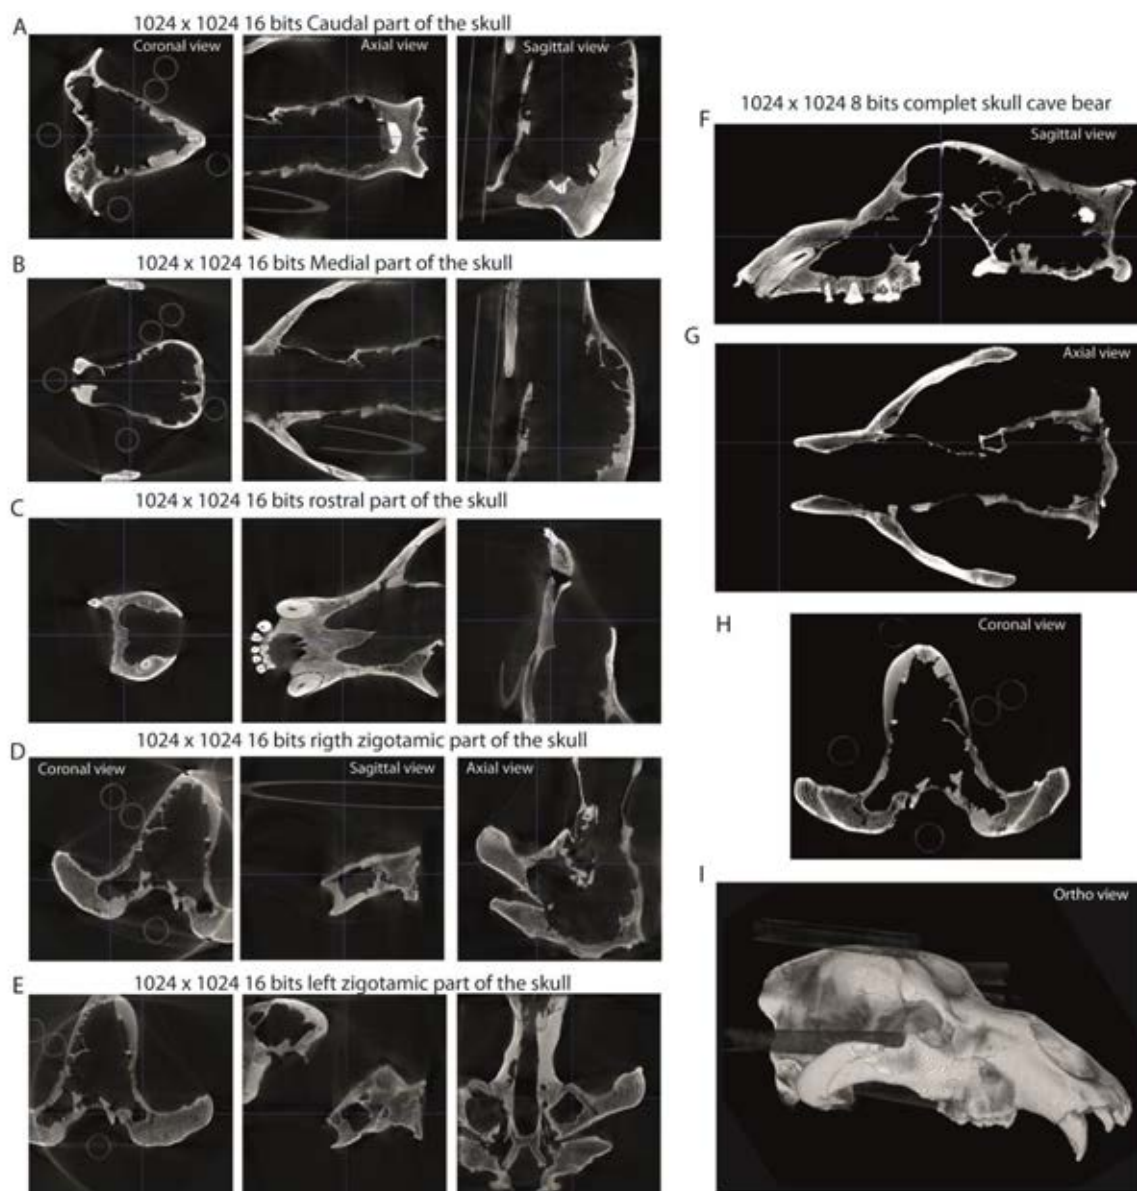 A
1024 x 1024 16 bits Caudal part of the skull
Coronal view
Axial view
Sagittal view
B
1024 x 1024 16 bits Medial part of the skull
C
1024 x 1024 16 bits rostral part of the skull
D
1024 x 1024 16 bits rigth zigotamic part of the skull
Coronal view
Sagittal view
Axial view
E
1024 x 1024 16 bits left zigotamic part of the skull
1024 x 1024 8 bits complet skull cave bear
F
Sagittal view
G
Axial view
H
Coronal view
I
Ortho view